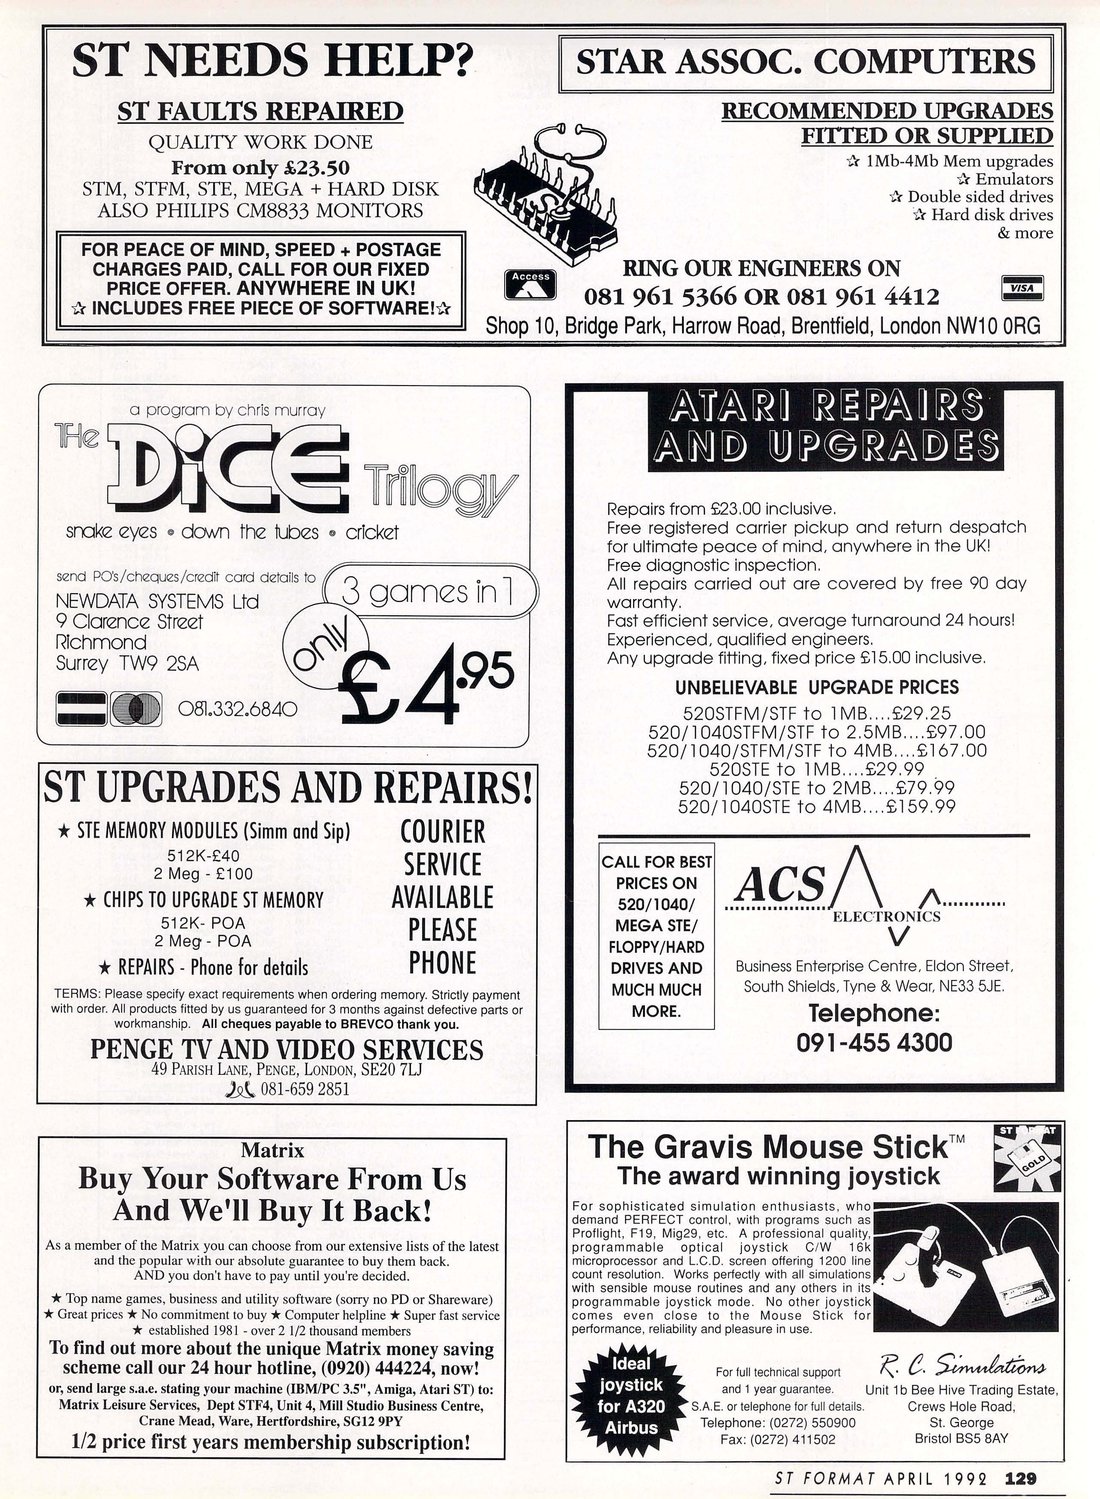 ST NEEDS HELP?
ST FAULTS REPAIRED
QUALITY WORK DONE
From only £23.50
STM, STFM, STE, MEGA + HARD DISK
ALSO PHILIPS CM8833 MONITORS
FOR PEACE OF MIND, SPEED + POSTAGE
CHARGES PAID, CALL FOR OUR FIXED
PRICE OFFER. ANYWHERE IN UK!
☆ INCLUDES FREE PIECE OF SOFTWARE!☆
STAR ASSOC. COMPUTERS
RECOMMENDED UPGRADES
FITTED OR SUPPLIED
☆ 1Mb-4Mb Mem upgrades
☆ Emulators
☆ Double sided drives
☆ Hard disk drives
& more
ST
Access
RING OUR ENGINEERS ON
081 961 5366 OR 081 961 4412
VISA
Shop 10, Bridge Park, Harrow Road, Brentfield, London NW10 0RG
a program by chris murray
THe DiCE Trilogy
snake eyes • down the tubes • cricket
send PO's/cheques/credit card details to
NEWDATA SYSTEMS Ltd
9 Clarence Street
Richmond
Surrey TW9 2SA
081.332.6840
3 games in 1
only
£4.95
ST UPGRADES AND REPAIRS!
★ STE MEMORY MODULES (Simm and Sip)
512K-£40
2 Meg - £100
★ CHIPS TO UPGRADE ST MEMORY
512K- POA
2 Meg - POA
★ REPAIRS - Phone for details
COURIER
SERVICE
AVAILABLE
PLEASE
PHONE
TERMS: Please specify exact requirements when ordering memory. Strictly payment
with order. All products fitted by us guaranteed for 3 months against defective parts or
workmanship. All cheques payable to BREVCO thank you.
PENGE TV AND VIDEO SERVICES
49 PARISH LANE, PENGE, LONDON, SE20 7LJ
081-659 2851
Matrix
Buy Your Software From Us
And We'll Buy It Back!
As a member of the Matrix you can choose from our extensive lists of the latest
and the popular with our absolute guarantee to buy them back.
AND you don't have to pay until you're decided.
★ Top name games, business and utility software (sorry no PD or Shareware)
★ Great prices ★ No commitment to buy ★ Computer helpline ★ Super fast service
★ established 1981 - over 2 1/2 thousand members
To find out more about the unique Matrix money saving
scheme call our 24 hour hotline, (0920) 444224, now!
or, send large s.a.e. stating your machine (IBM/PC 3.5", Amiga, Atari ST) to:
Matrix Leisure Services, Dept STF4, Unit 4, Mill Studio Business Centre,
Crane Mead, Ware, Hertfordshire, SG12 9PY
1/2 price first years membership subscription!
ATARI REPAIRS
AND UPGRADES
Repairs from £23.00 inclusive.
Free registered carrier pickup and return despatch
for ultimate peace of mind, anywhere in the UK!
Free diagnostic inspection.
All repairs carried out are covered by free 90 day
warranty.
Fast efficient service, average turnaround 24 hours!
Experienced, qualified engineers.
Any upgrade fitting, fixed price £15.00 inclusive.
UNBELIEVABLE UPGRADE PRICES
520STFM/STF to 1MB....£29.25
520/1040STFM/STF to 2.5MB....£97.00
520/1040/STFM/STF to 4MB....£167.00
520STE to 1MB....£29.99
520/1040/STE to 2MB....£79.99
520/1040STE to 4MB....£159.99
CALL FOR BEST
PRICES ON
520/1040/
MEGA STE/
FLOPPY/HARD
DRIVES AND
MUCH MUCH
MORE.
ACS
ELECTRONICS
Business Enterprise Centre, Eldon Street,
South Shields, Tyne & Wear, NE33 5JE.
Telephone:
091-455 4300
The Gravis Mouse Stick™
The award winning joystick
ST FORMAT
GOLD
For sophisticated simulation enthusiasts, who
demand PERFECT control, with programs such as
Proflight, F19, Mig29, etc. A professional quality,
programmable optical joystick C/W 16k
microprocessor and L.C.D. screen offering 1200 line
count resolution. Works perfectly with all simulations
with sensible mouse routines and any others in its
programmable joystick mode. No other joystick
comes even close to the Mouse Stick for
performance, reliability and pleasure in use.
Ideal
joystick
for A320
Airbus
For full technical support
and 1 year guarantee.
S.A.E. or telephone for full details.
Telephone: (0272) 550900
Fax: (0272) 411502
R. C. Simulations
Unit 1b Bee Hive Trading Estate,
Crews Hole Road,
St. George
Bristol BS5 8AY
ST FORMAT APRIL 1992 129